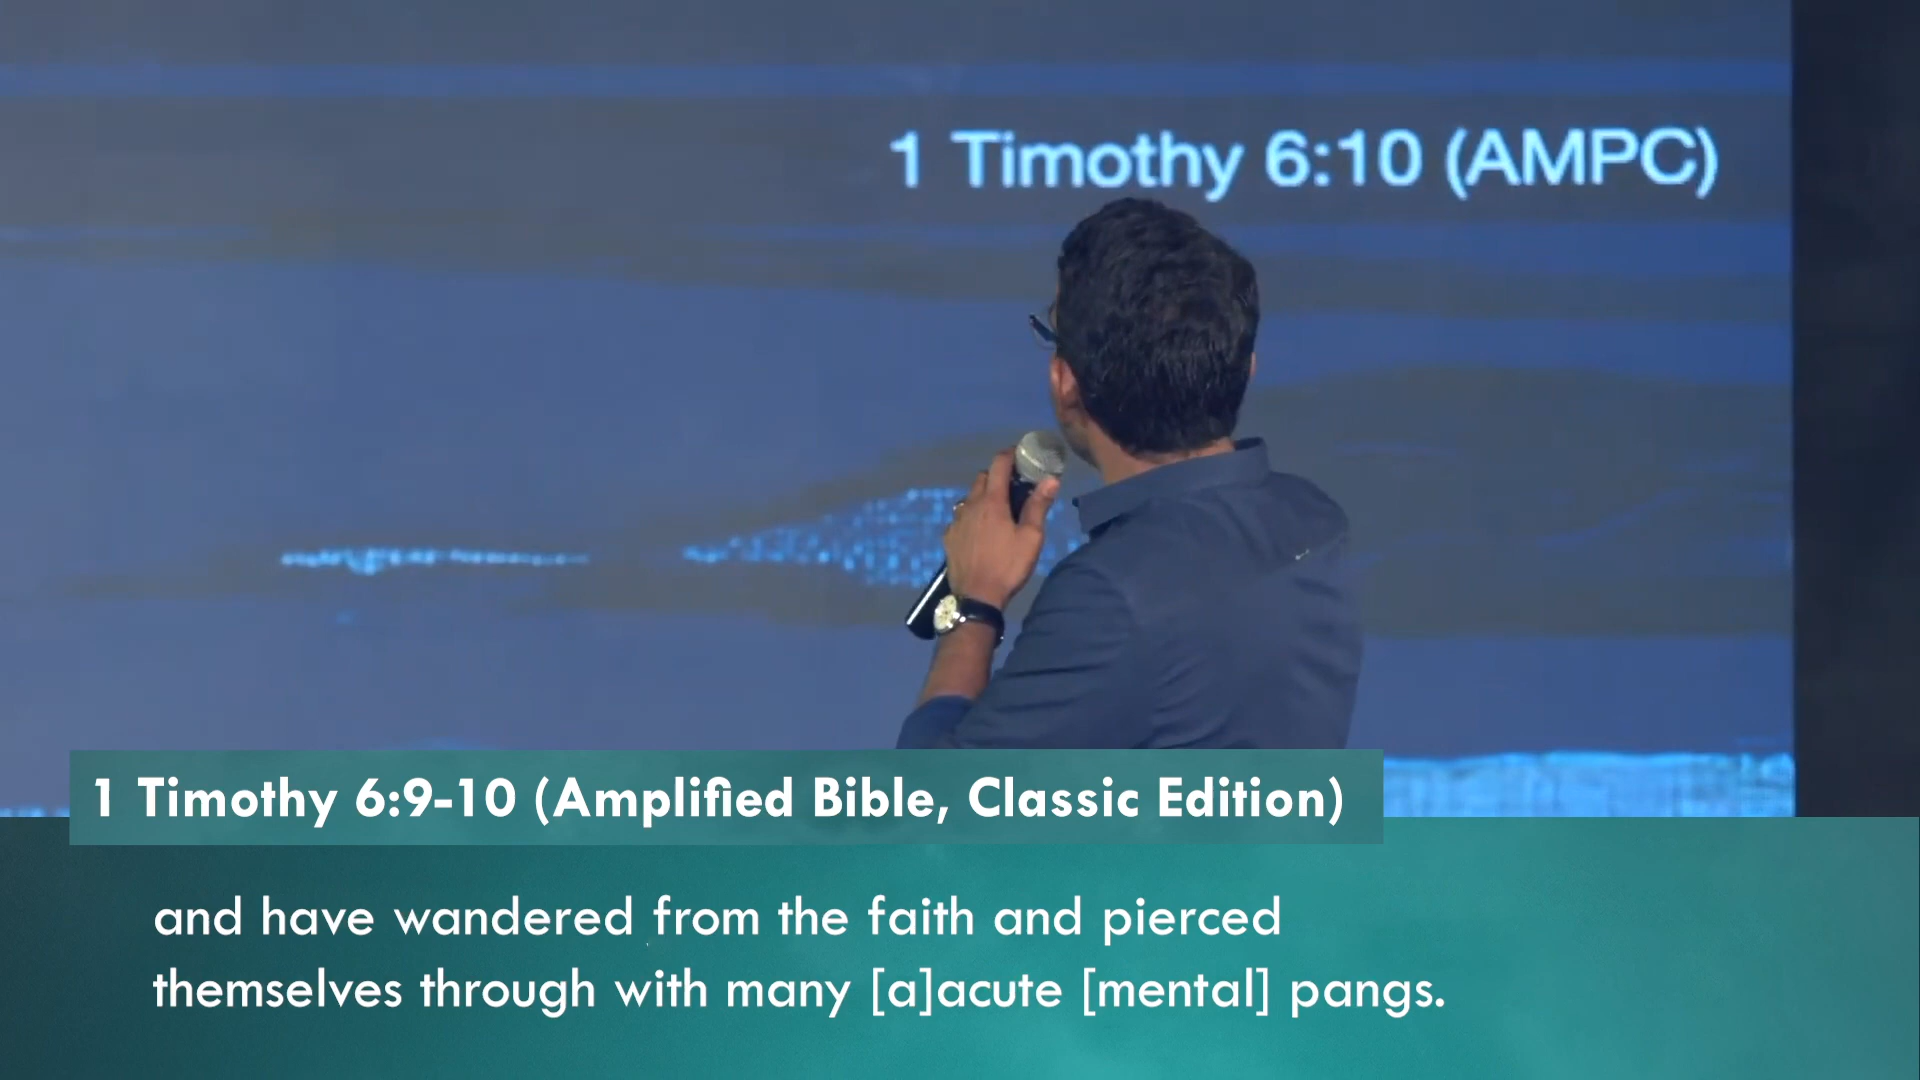 1 Timothy 6:10 (AMPC)
1 Timothy 6:9-10 (Amplified Bible, Classic Edition)
and have wandered from the faith and pierced
themselves through with many [a]acute [mental] pangs.